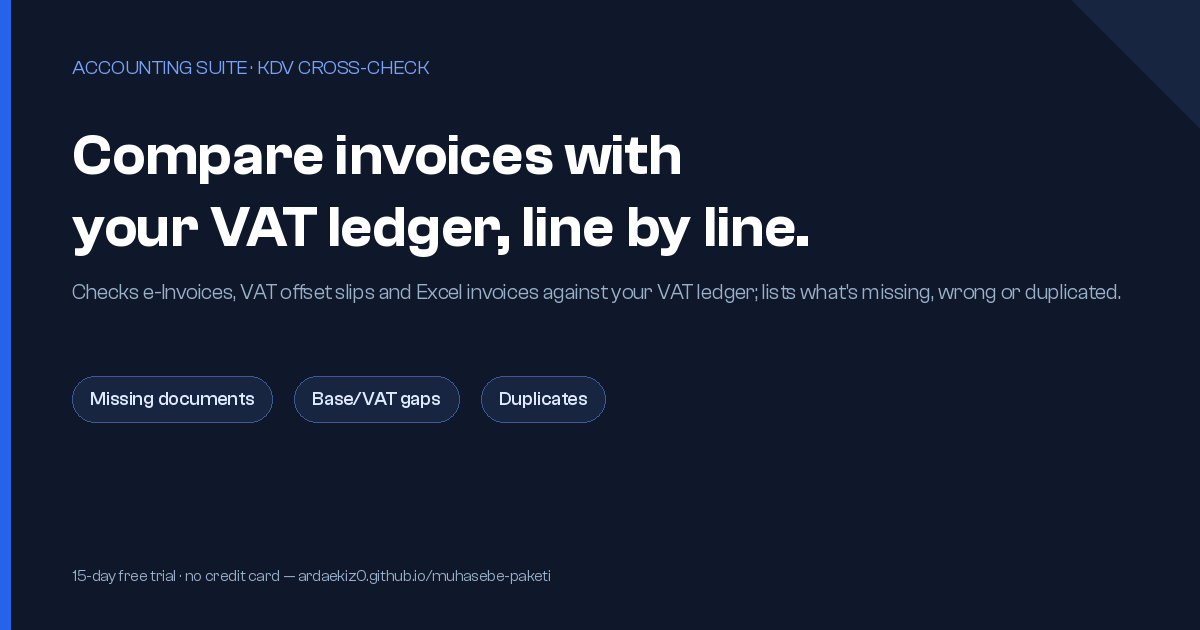 ACCOUNTING SUITE · KDV CROSS-CHECK
Compare invoices with
your VAT ledger, line by line.
Checks e-Invoices, VAT offset slips and Excel invoices against your VAT ledger; lists what's missing, wrong or duplicated.
Missing documents
Base/VAT gaps
Duplicates
15-day free trial · no credit card — ardaekiz0.github.io/muhasebe-paketi